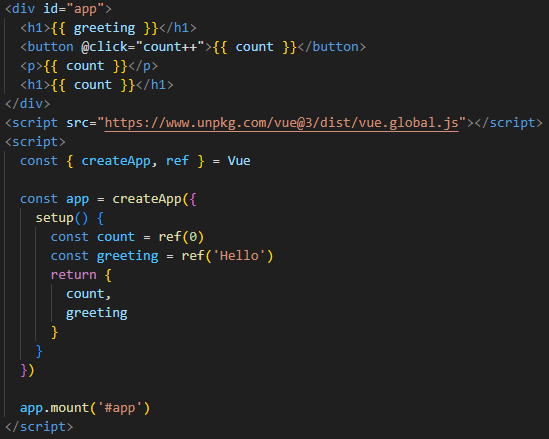 <div id="app">
  <h1>{{ greeting }}</h1>
  <button @click="count++">{{ count }}</button>
  <p>{{ count }}</p>
  <h1>{{ count }}</h1>
</div>
<script src="https://www.unpkg.com/vue@3/dist/vue.global.js"></script>
<script>
  const { createApp, ref } = Vue

  const app = createApp({
    setup() {
      const count = ref(0)
      const greeting = ref('Hello')
      return {
        count,
        greeting
      }
    }
  })

  app.mount('#app')
</script>